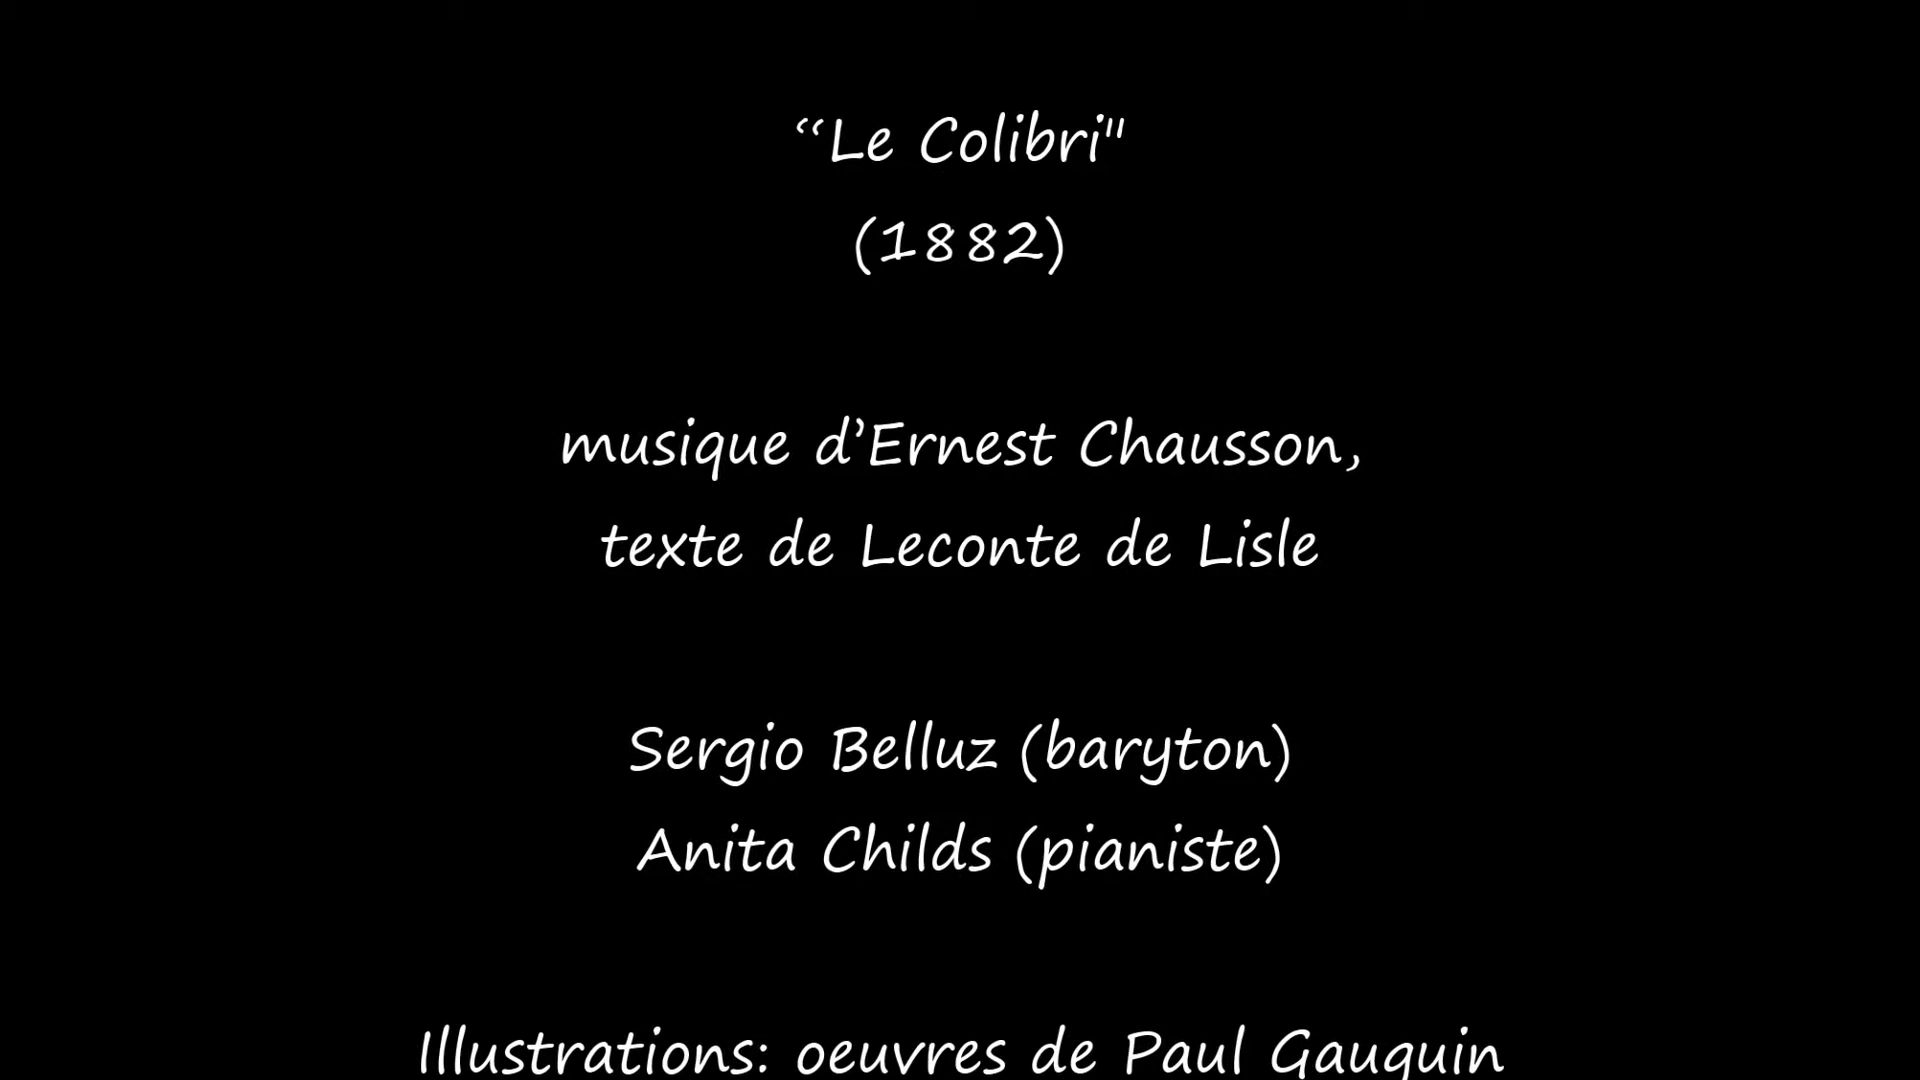 “Le Colibri"
(1882)
musique d’Ernest Chausson,
texte de Leconte de Lisle
Sergio Belluz (baryton)
Anita Childs (pianiste)
Illustrations: oeuvres de Paul Gauguin